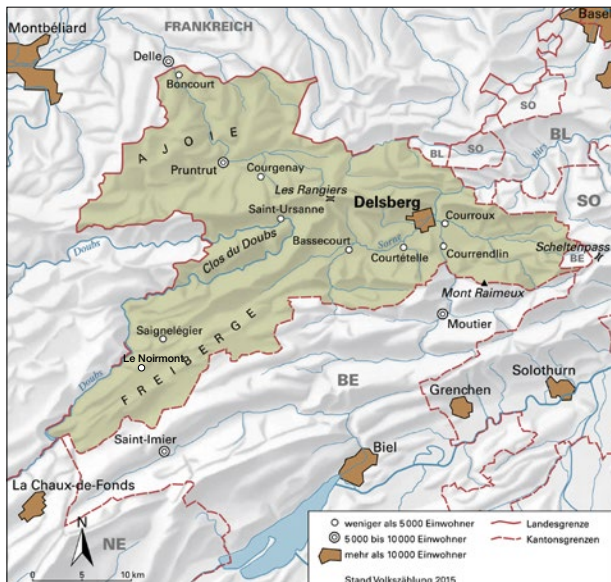 Montbéliard
FRANKREICH
Basel
Delle
Boncourt
SO
AJOIE
BL
SO
BL
Birs
Pruntrut
Courgenay
Les Rangiers
Delsberg
SO
Saint-Ursanne
Courroux
Doubs
Clos du Doubs
Bassecourt
Sorne
Scheltenpass
Courtételle
Courrendlin
BE
Mont Raimeux
Moutier
Saignelégier
Le Noirmont
FREIBERGE
Doubs
BE
Grenchen
Solothurn
Saint-Imier
Biel
La Chaux-de-Fonds
N
NE
0 5 10 km
weniger als 5000 Einwohner
5000 bis 10000 Einwohner
mehr als 10000 Einwohner
Landesgrenze
Kantonsgrenzen
Stand Volkszählung 2015